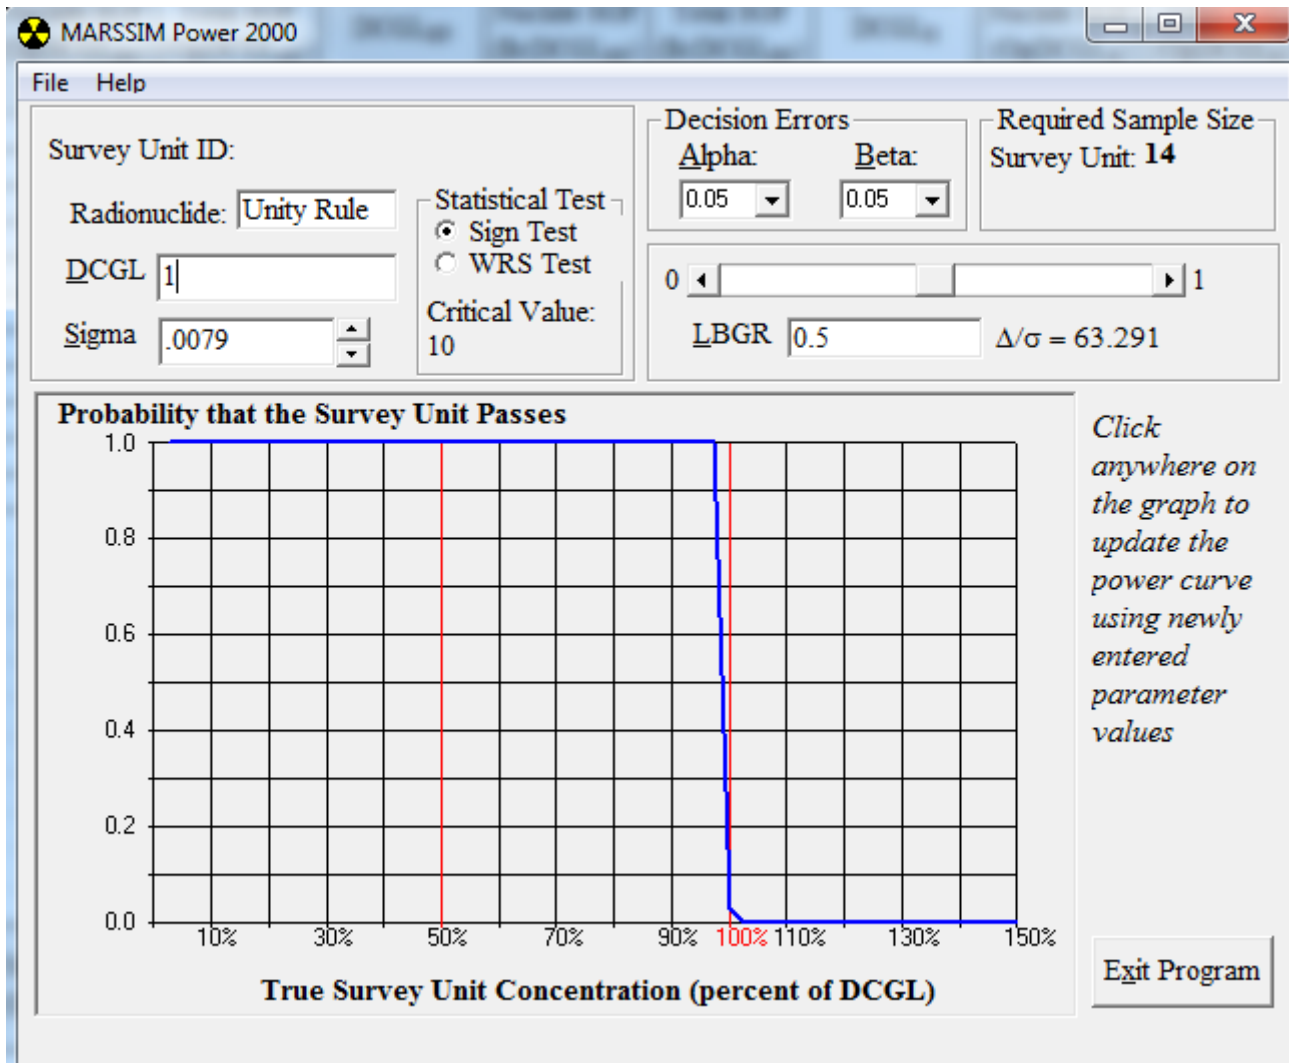 MARSSIM Power 2000
File Help
Survey Unit ID:
Radionuclide: Unity Rule
DCGL 1
Sigma .0079
Statistical Test
Sign Test
WRS Test
Critical Value:
10
Decision Errors
Alpha: Beta:
0.05 0.05
Required Sample Size
Survey Unit: 14
0 1
LBGR 0.5 Δ/σ = 63.291
Probability that the Survey Unit Passes
1.0
0.8
0.6
0.4
0.2
0.0
10% 30% 50% 70% 90% 100% 110% 130% 150%
True Survey Unit Concentration (percent of DCGL)
Click
anywhere on
the graph to
update the
power curve
using newly
entered
parameter
values
Exit Program